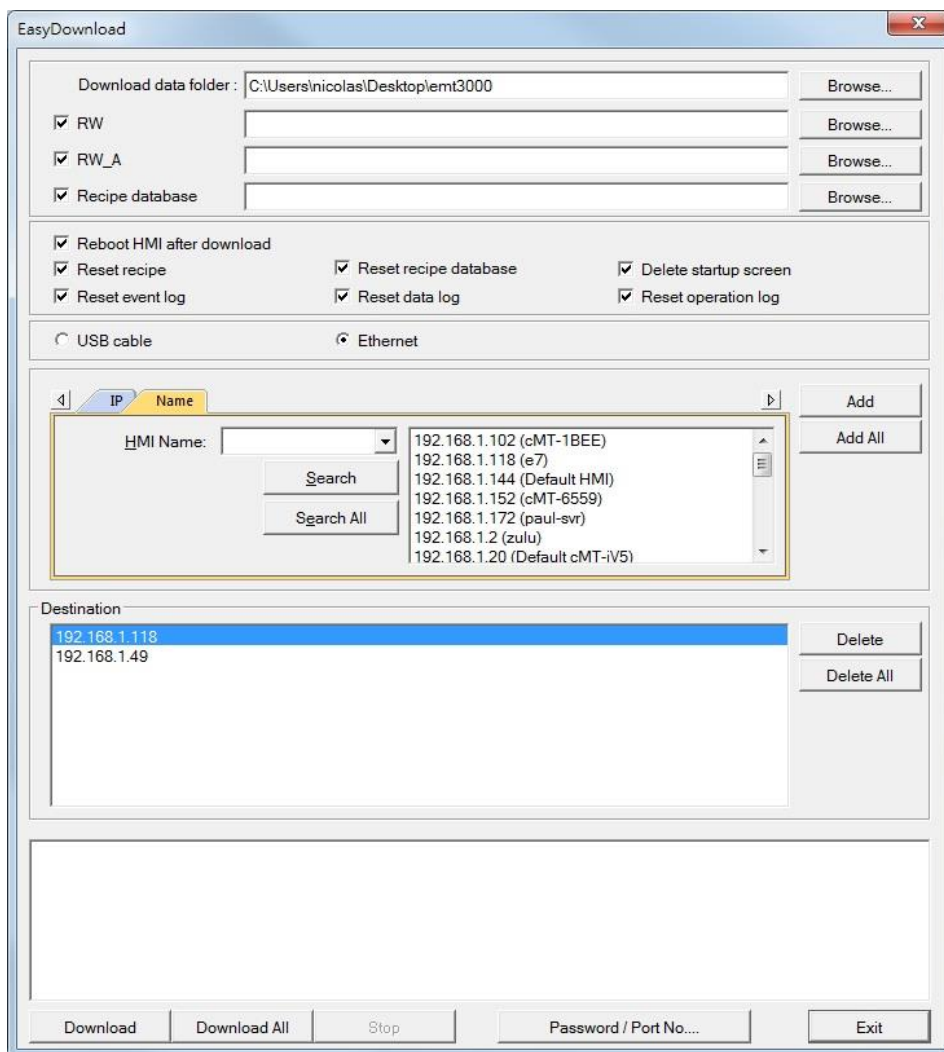 EasyDownload
Download data folder : C:\Users\nicolas\Desktop\emt3000 Browse...
RW Browse...
RW_A Browse...
Recipe database Browse...
Reboot HMI after download
Reset recipe Reset recipe database Delete startup screen
Reset event log Reset data log Reset operation log
USB cable Ethernet
IP Name Add
HMI Name: 192.168.1.102 (cMT-1BEE) Add All
192.168.1.118 (e7)
Search 192.168.1.144 (Default HMI)
192.168.1.152 (cMT-6559)
Search All 192.168.1.172 (paul-svr)
192.168.1.2 (zulu)
192.168.1.20 (Default cMT-iV5)
Destination
192.168.1.118 Delete
192.168.1.49
Delete All
Download Download All Stop Password / Port No.... Exit